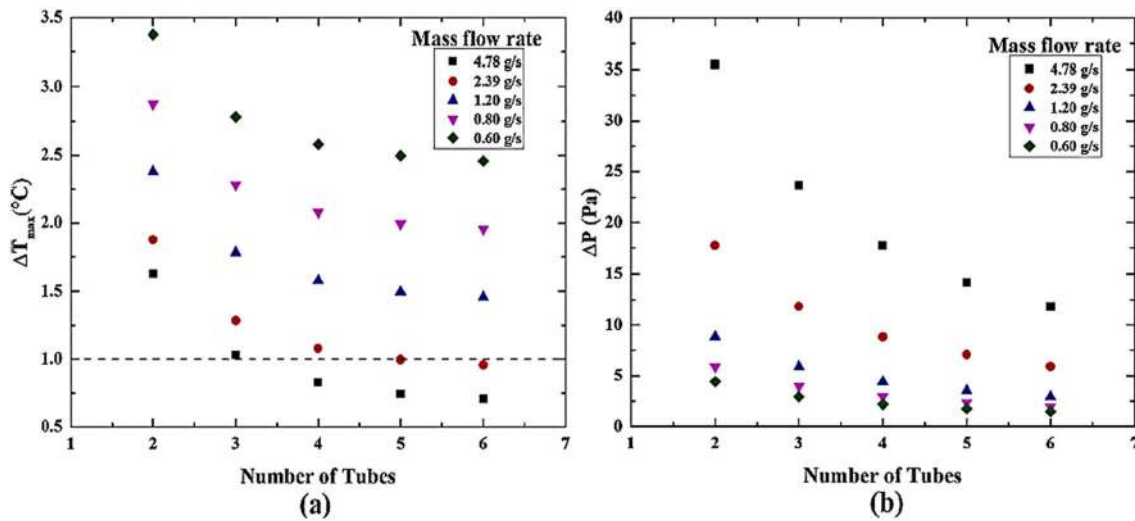 3.5
3.0
2.5
2.0
1.5
1.0
0.5
ΔT_max(°C)
Mass flow rate
4.78 g/s
2.39 g/s
1.20 g/s
0.80 g/s
0.60 g/s
1 2 3 4 5 6 7
Number of Tubes
(a)
40
35
30
25
20
15
10
5
0
ΔP (Pa)
Mass flow rate
4.78 g/s
2.39 g/s
1.20 g/s
0.80 g/s
0.60 g/s
1 2 3 4 5 6 7
Number of Tubes
(b)